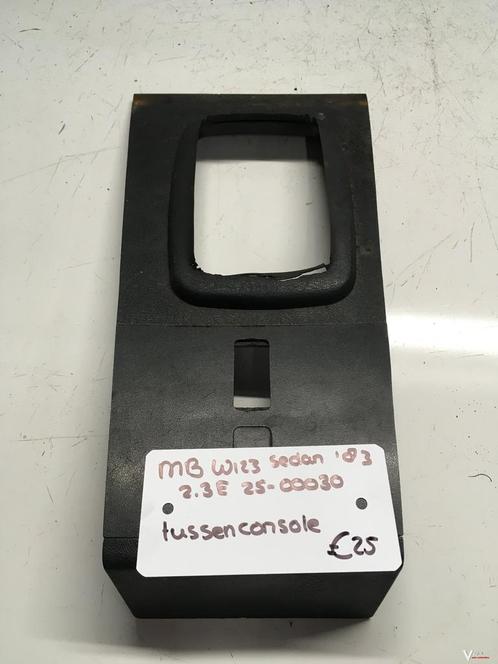 MB W123 sedan '83
2.3E 25-00030
tussenconsole
€25